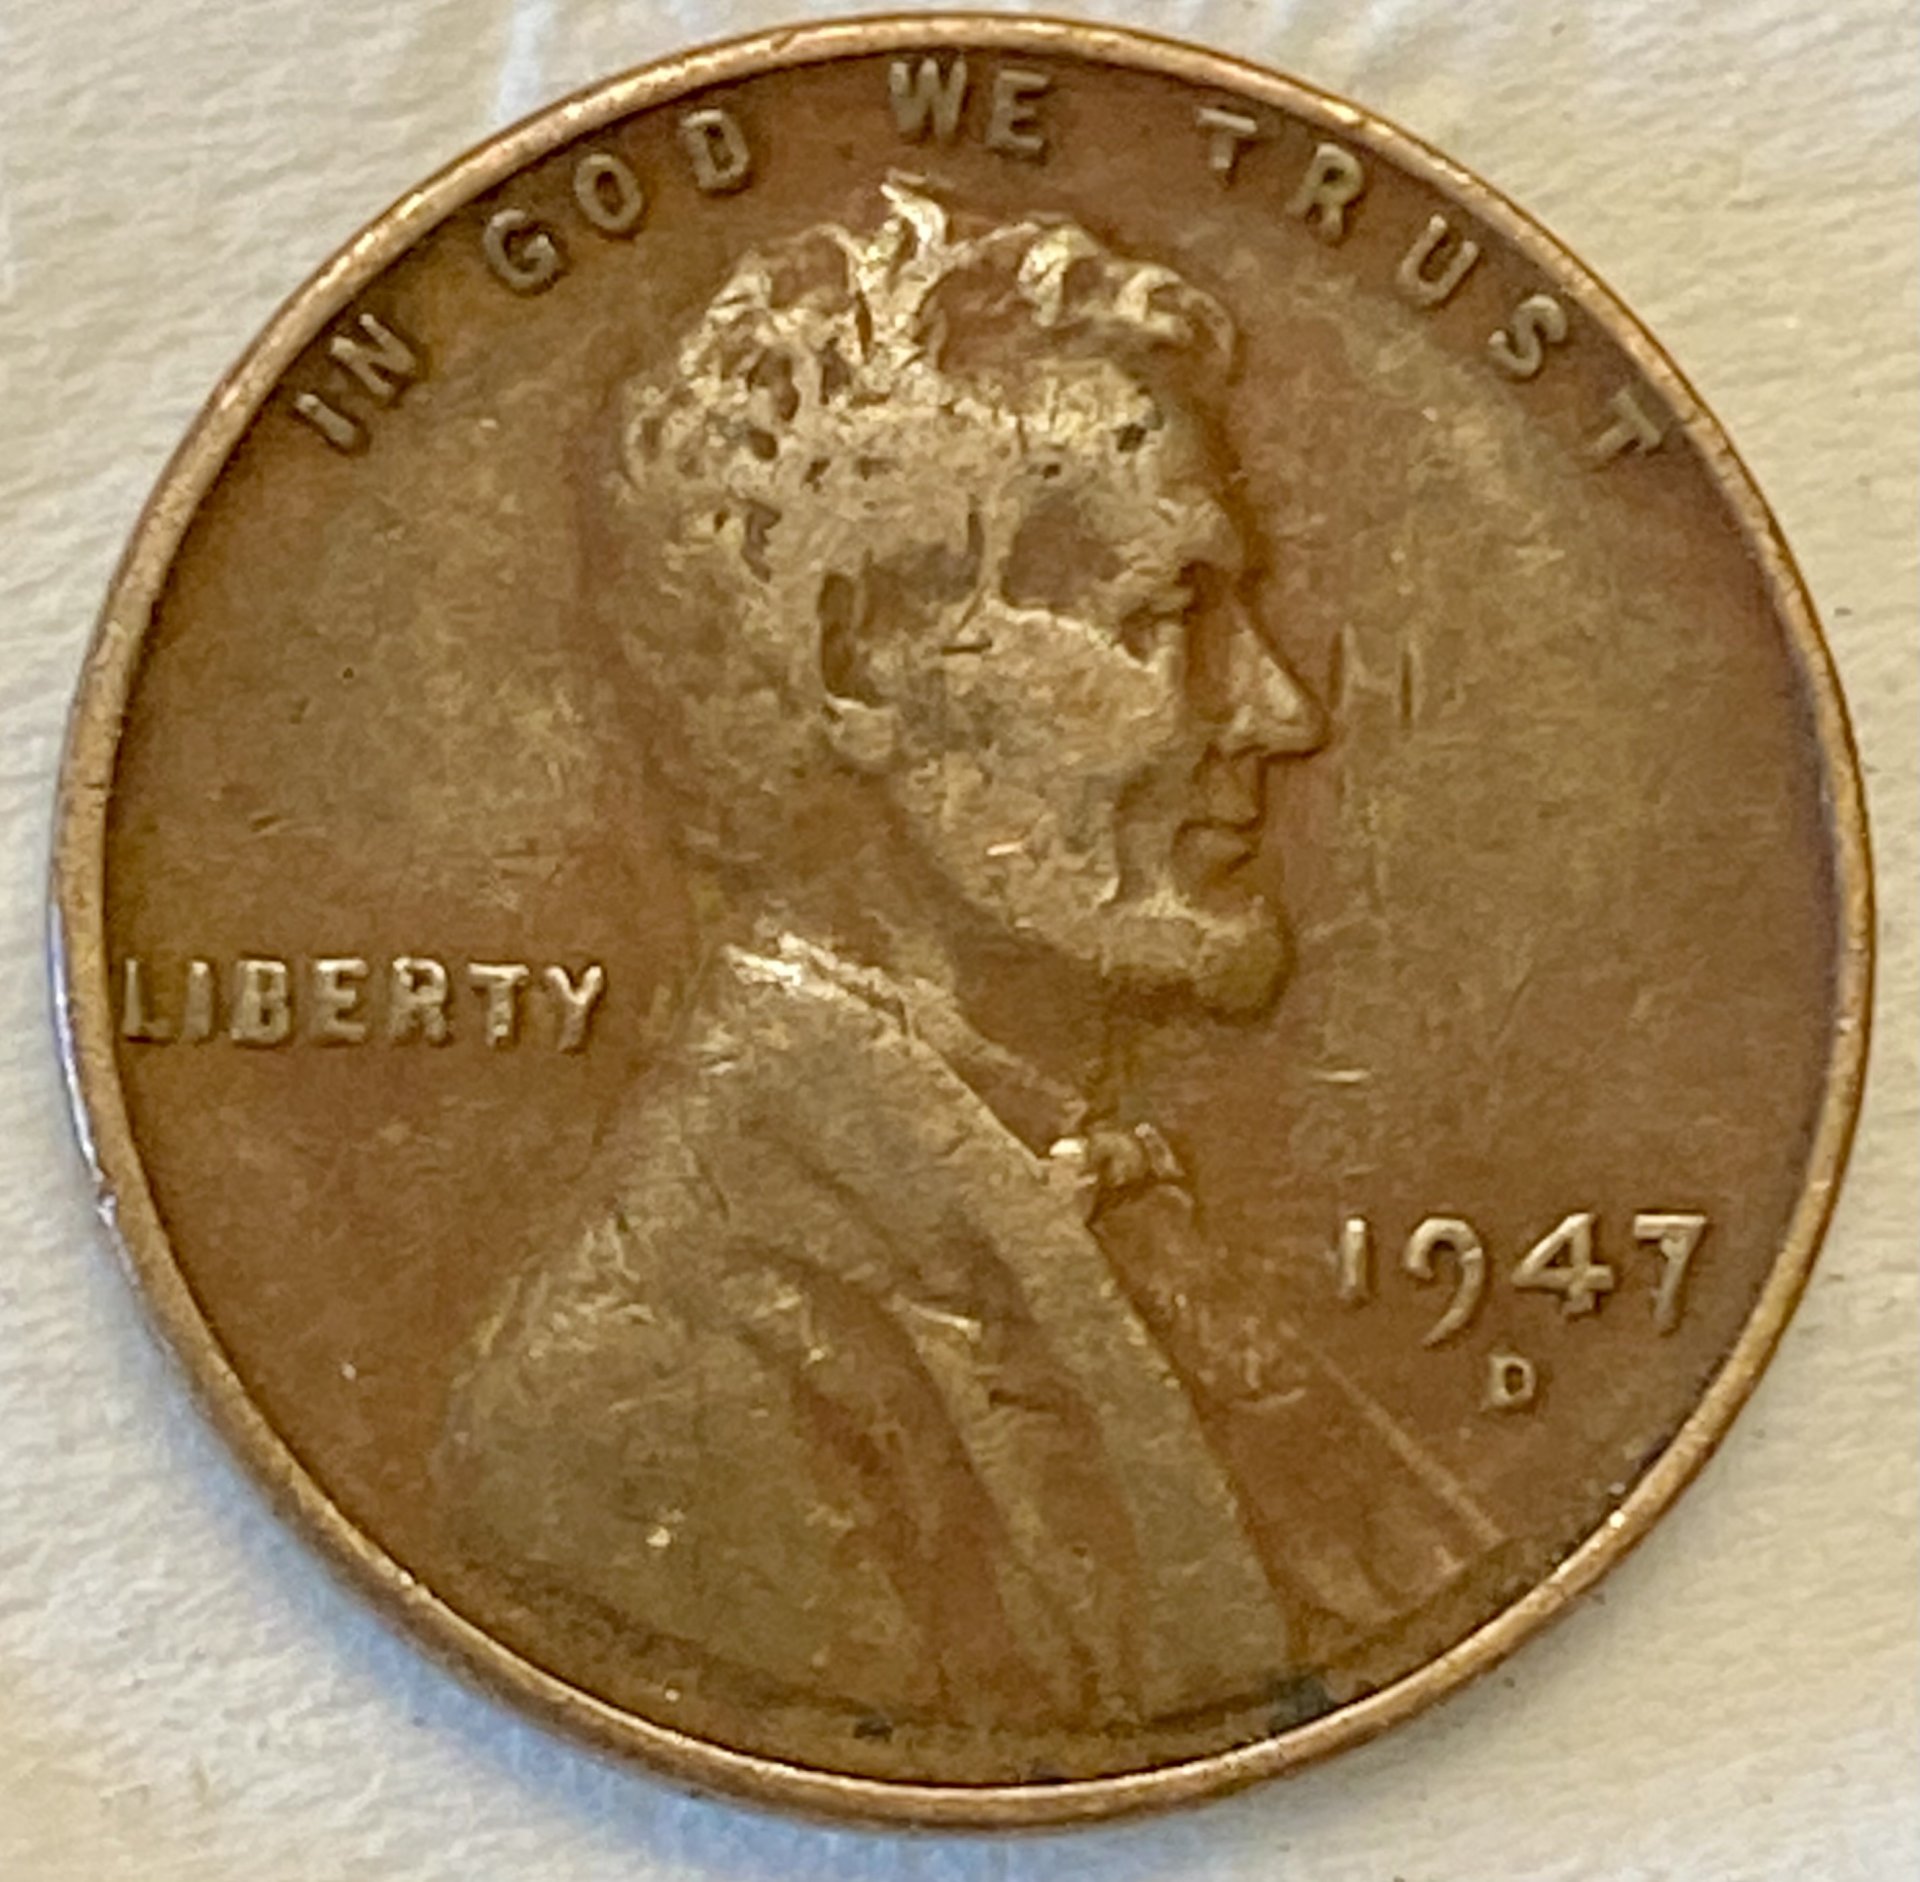 IN GOD WE TRUST
LIBERTY
1947
D